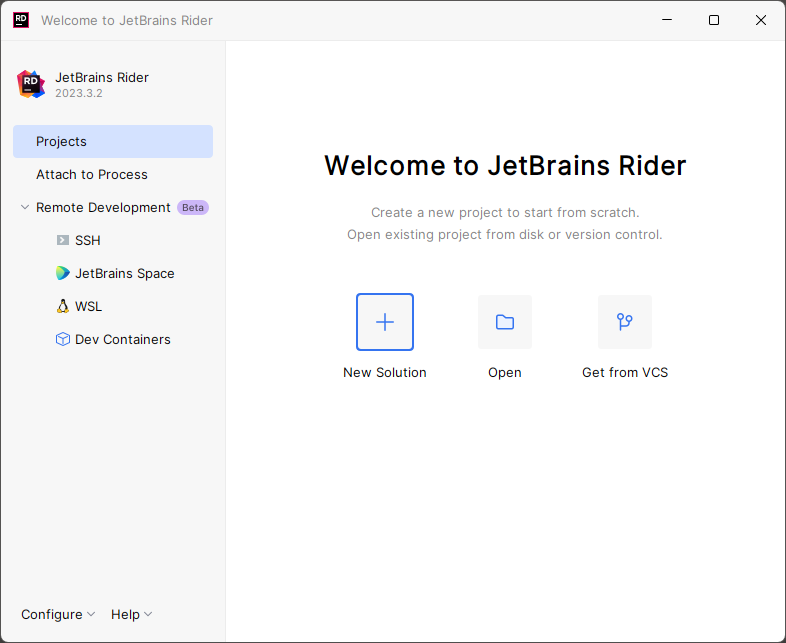 RD
Welcome to JetBrains Rider
RD
JetBrains Rider
2023.3.2
Projects
Attach to Process
Remote Development Beta
SSH
JetBrains Space
WSL
Dev Containers
Configure
Help
Welcome to JetBrains Rider
Create a new project to start from scratch.
Open existing project from disk or version control.
New Solution
Open
Get from VCS